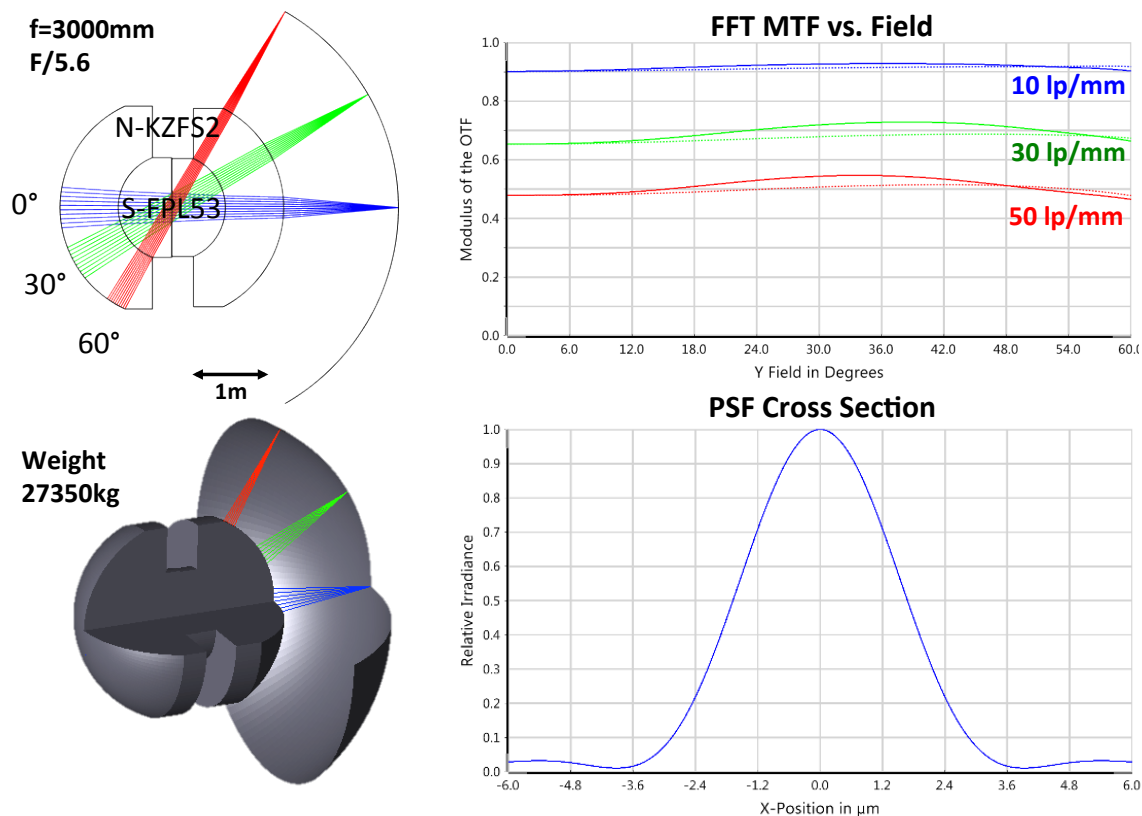 f=3000mm
F/5.6
N-KZFS2
S-FPL53
0°
30°
60°
1m
Weight
27350kg
FFT MTF vs. Field
Modulus of the OTF
1.0
0.9
0.8
0.6
0.4
0.2
0.0
10 lp/mm
30 lp/mm
50 lp/mm
0.0 6.0 12.0 18.0 24.0 30.0 36.0 42.0 48.0 54.0 60.0
Y Field in Degrees
PSF Cross Section
Relative Irradiance
1.0
0.9
0.8
0.7
0.6
0.5
0.4
0.3
0.2
0.1
0.0
-6.0 -4.8 -3.6 -2.4 -1.2 0.0 1.2 2.4 3.6 4.8 6.0
X-Position in µm